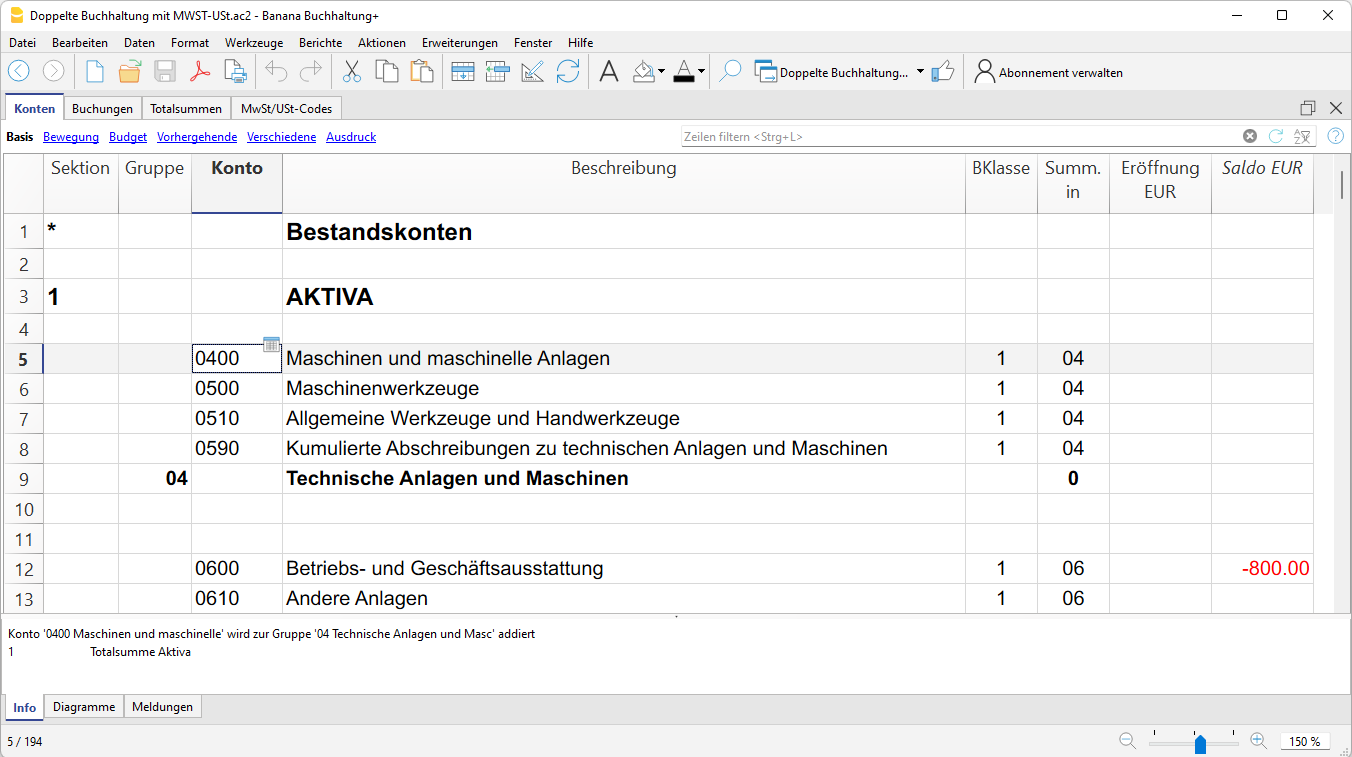 Doppelte Buchhaltung mit MWST-USt.ac2 - Banana Buchhaltung+
Datei Bearbeiten Daten Format Werkzeuge Berichte Aktionen Erweiterungen Fenster Hilfe
Doppelte Buchhaltung... Abonnement verwalten
Konten Buchungen Totalsummen MwSt/USt-Codes
Basis Bewegung Budget Vorhergehende Verschiedene Ausdruck Zeilen filtern <Strg+L>
Sektion Gruppe Konto Beschreibung BKlasse Summ. Eröffnung Saldo EUR
in EUR
1 * Bestandskonten
2
3 1 AKTIVA
4
5 0400 Maschinen und maschinelle Anlagen 1 04
6 0500 Maschinenwerkzeuge 1 04
7 0510 Allgemeine Werkzeuge und Handwerkzeuge 1 04
8 0590 Kumulierte Abschreibungen zu technischen Anlagen und Maschinen 1 04
9 04 Technische Anlagen und Maschinen 0
10
11
12 0600 Betriebs- und Geschäftsausstattung 1 06 -800.00
13 0610 Andere Anlagen 1 06
Konto '0400 Maschinen und maschinelle' wird zur Gruppe '04 Technische Anlagen und Masc' addiert
1 Totalsumme Aktiva
Info Diagramme Meldungen
5 / 194 150 %